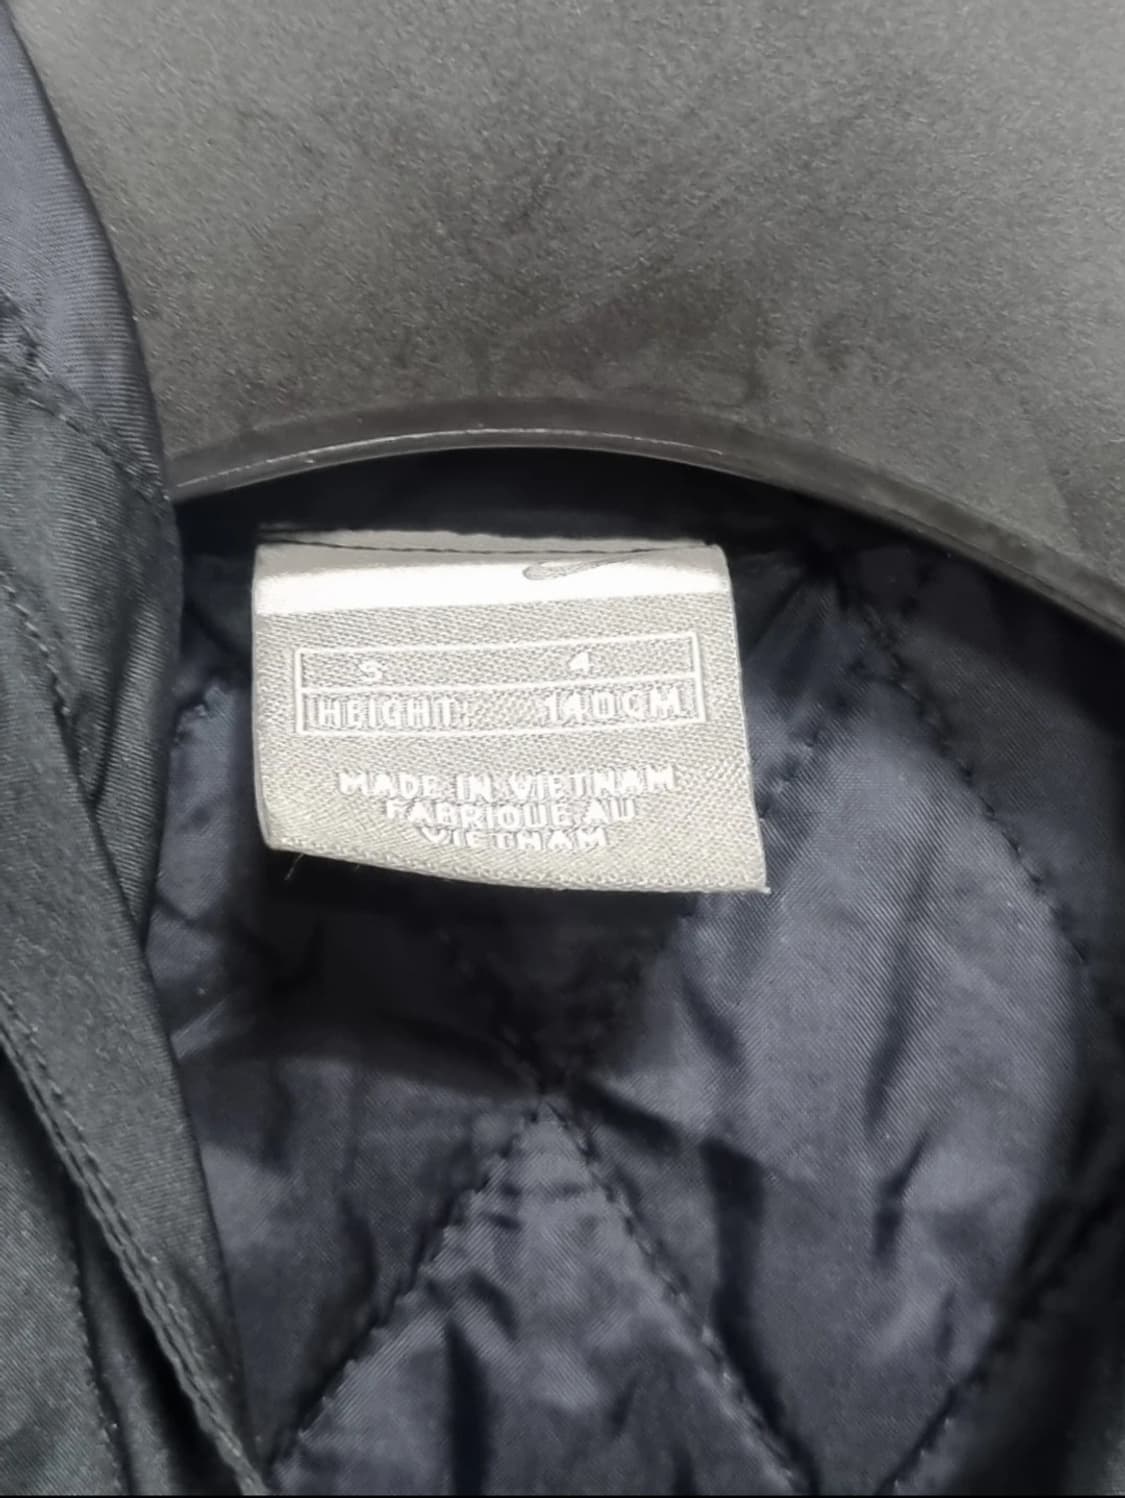 S 4
HEIGHT: 140CM
MADE IN VIETNAM
FABRIQUE AU
VIETNAM